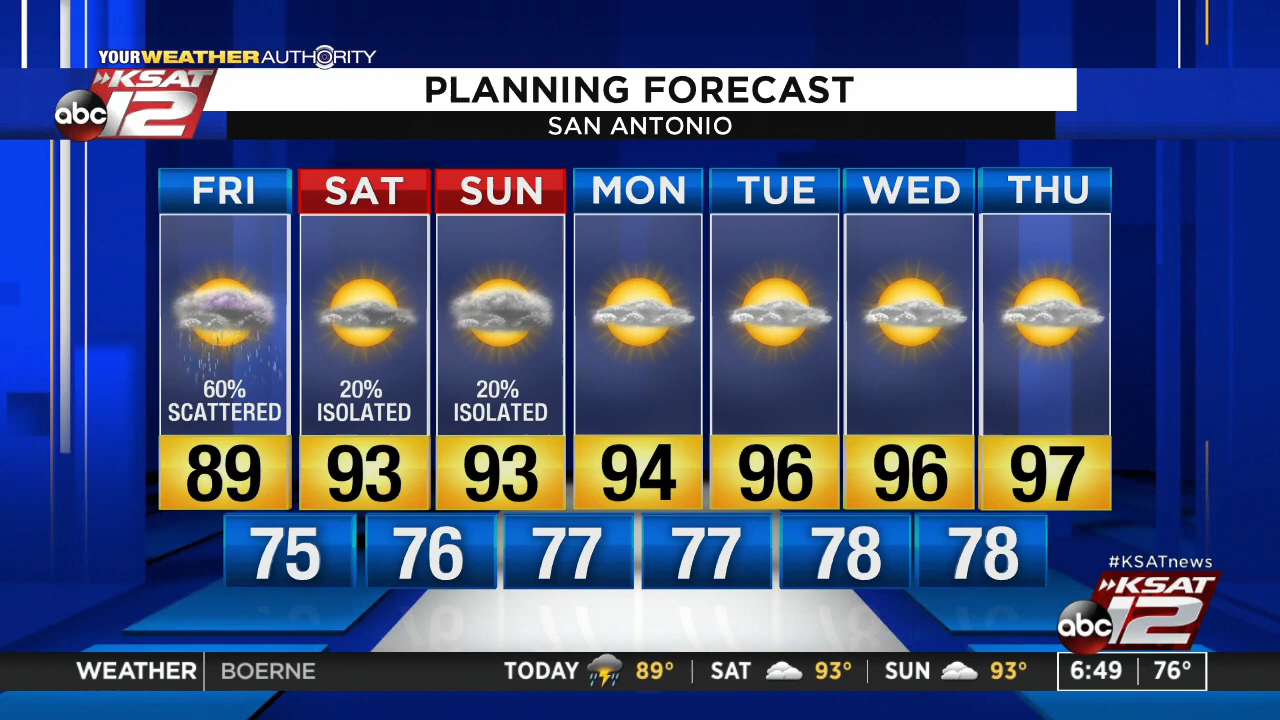 YOURWEATHERAUTHORITY
KSAT
abc 12
PLANNING FORECAST
SAN ANTONIO
FRI SAT SUN MON TUE WED THU
60% 20% 20%
SCATTERED ISOLATED ISOLATED
89 93 93 94 96 96 97
75 76 77 77 78 78
#KSATnews
KSAT
abc 12
WEATHER BOERNE TODAY 89° SAT 93° SUN 93° 6:49 76°